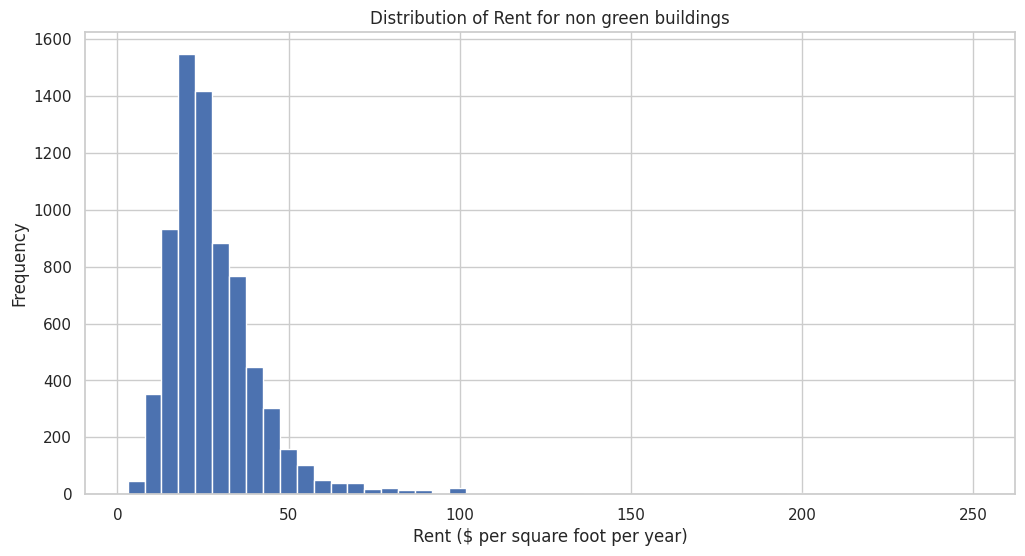 Distribution of Rent for non green buildings
1600
1400
1200
1000
800
600
400
200
0
Frequency
0 50 100 150 200 250
Rent ($ per square foot per year)